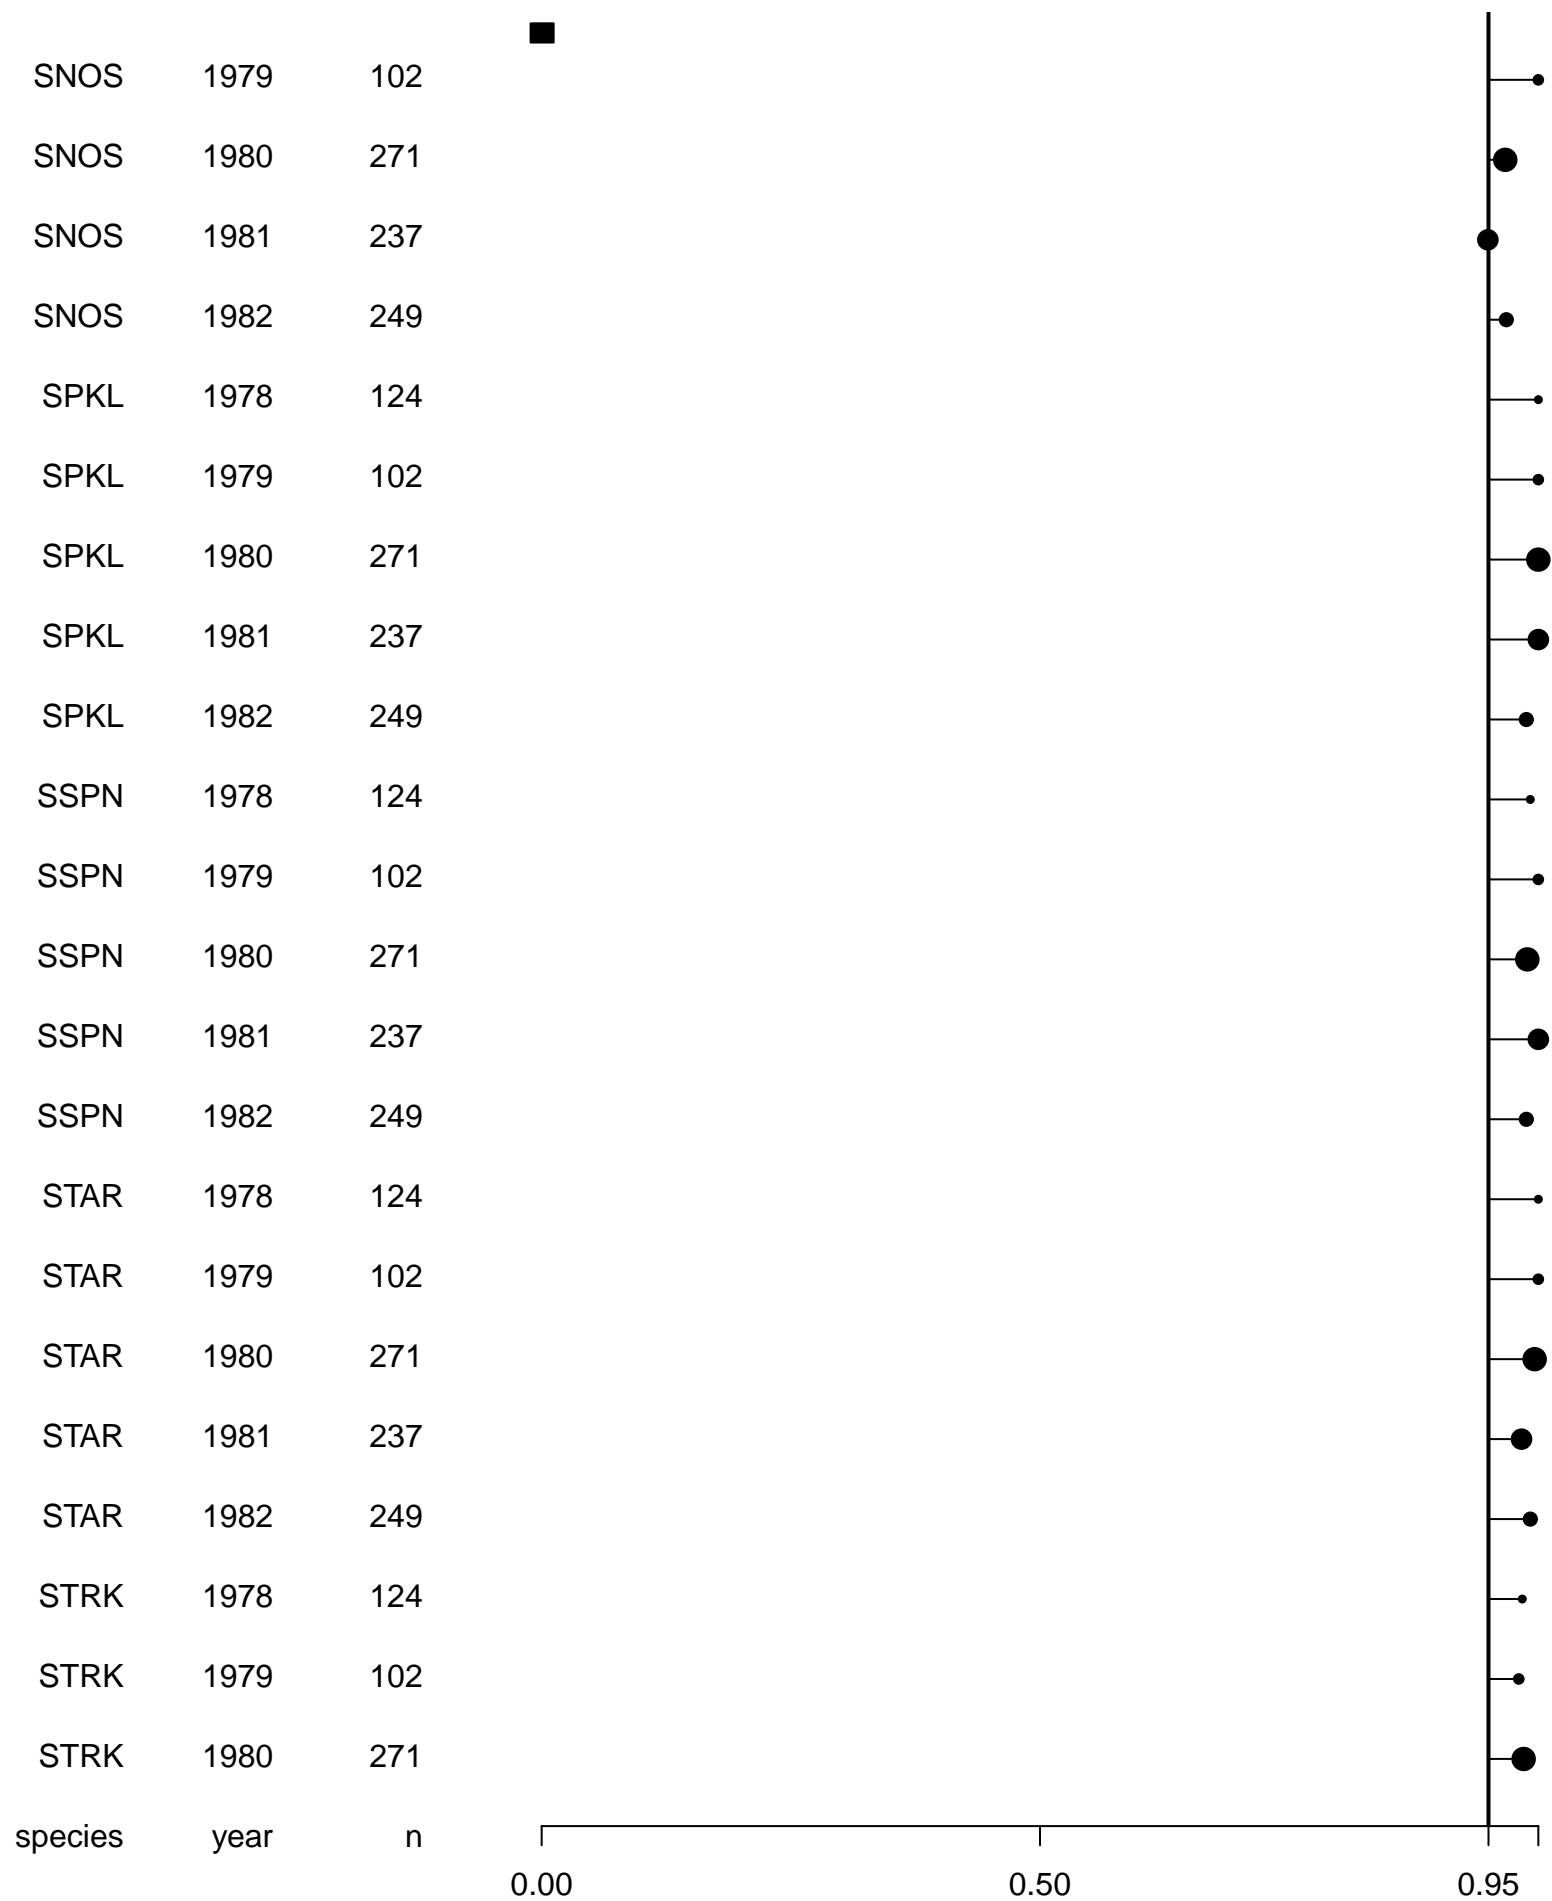 SNOS 1979 102
SNOS 1980 271
SNOS 1981 237
SNOS 1982 249
SPKL 1978 124
SPKL 1979 102
SPKL 1980 271
SPKL 1981 237
SPKL 1982 249
SSPN 1978 124
SSPN 1979 102
SSPN 1980 271
SSPN 1981 237
SSPN 1982 249
STAR 1978 124
STAR 1979 102
STAR 1980 271
STAR 1981 237
STAR 1982 249
STRK 1978 124
STRK 1979 102
STRK 1980 271
species year n
0.00 0.50 0.95